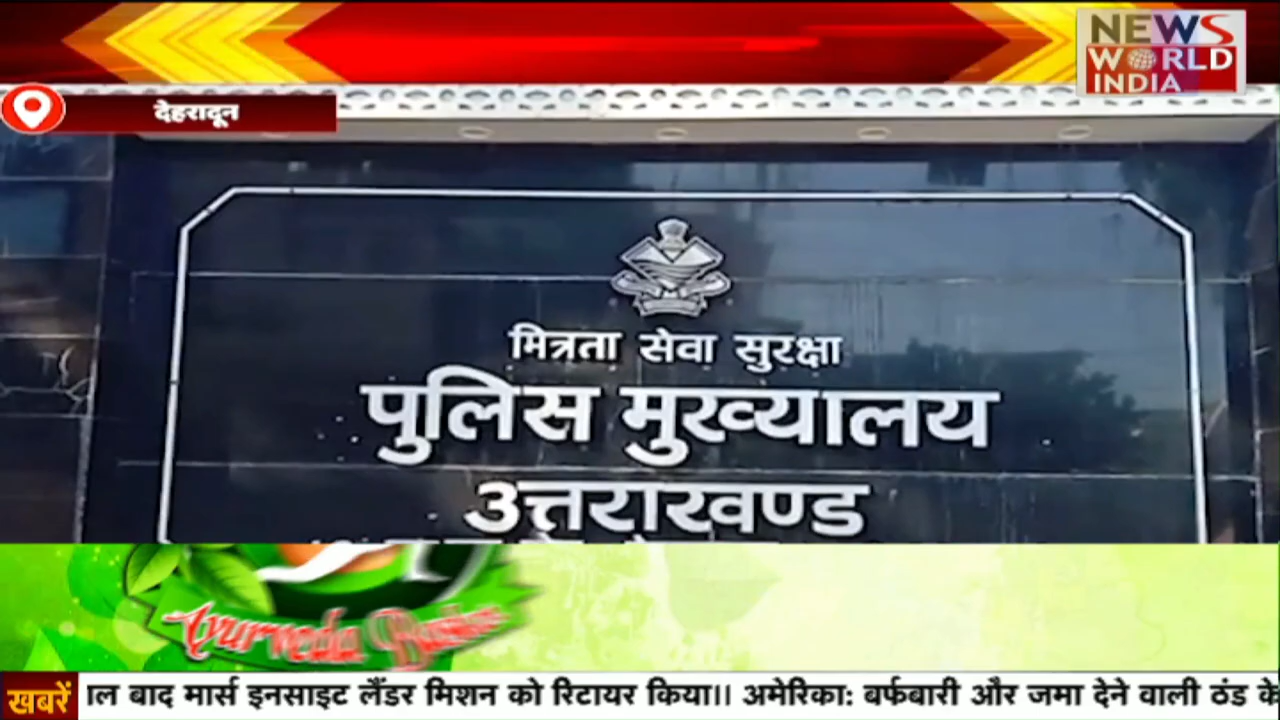 NEWS
WORLD
INDIA
देहरादून
मित्रता सेवा सुरक्षा
पुलिस मुख्यालय
उत्तराखण्ड
Ayurveda
खबरें
ाल बाद मार्स इनसाइट लैंडर मिशन को रिटायर किया।। अमेरिका: बर्फबारी और जमा देने वाली ठंड के